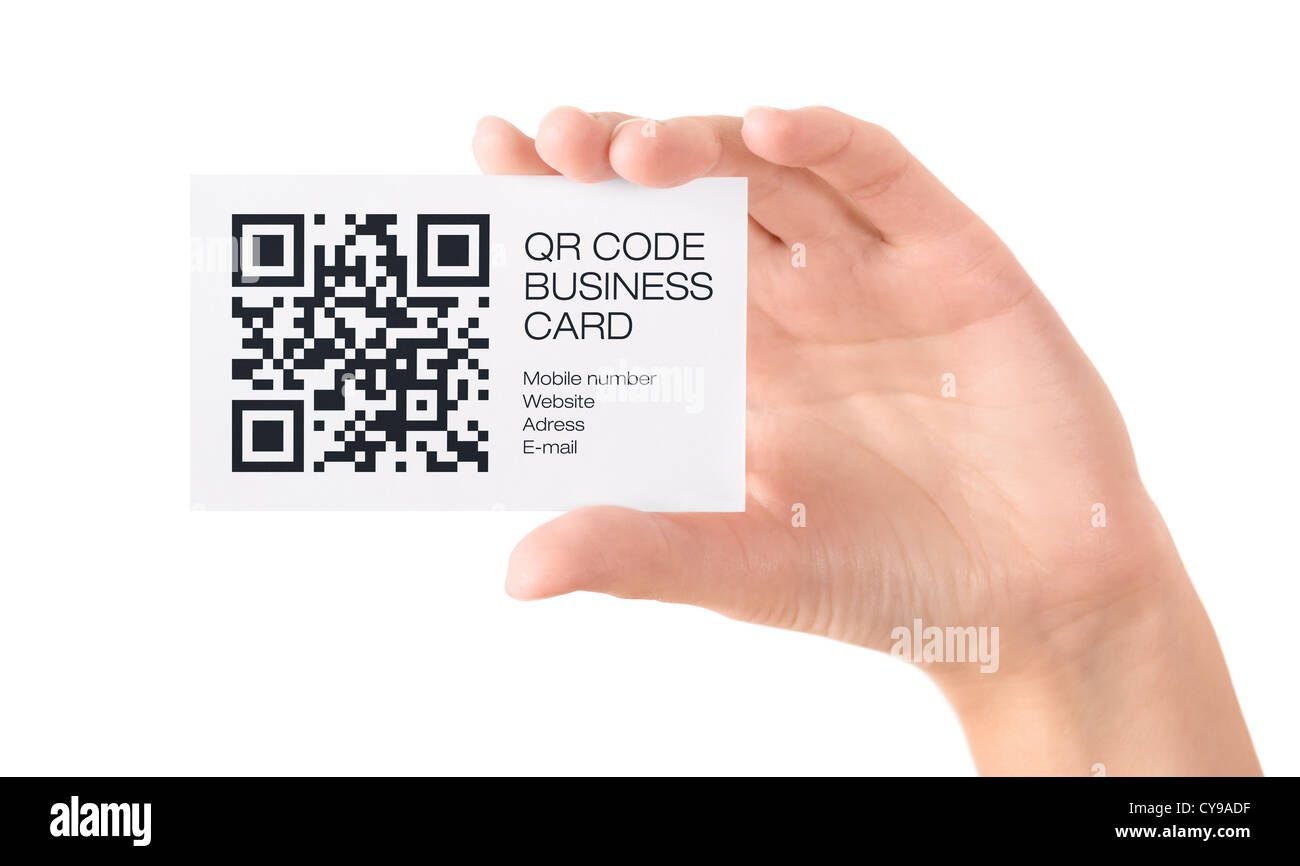 QR CODE
BUSINESS
CARD
Mobile number
Website
Adress
E-mail
alamy
alamy
alamy
alamy
Image ID: CY9ADF
www.alamy.com